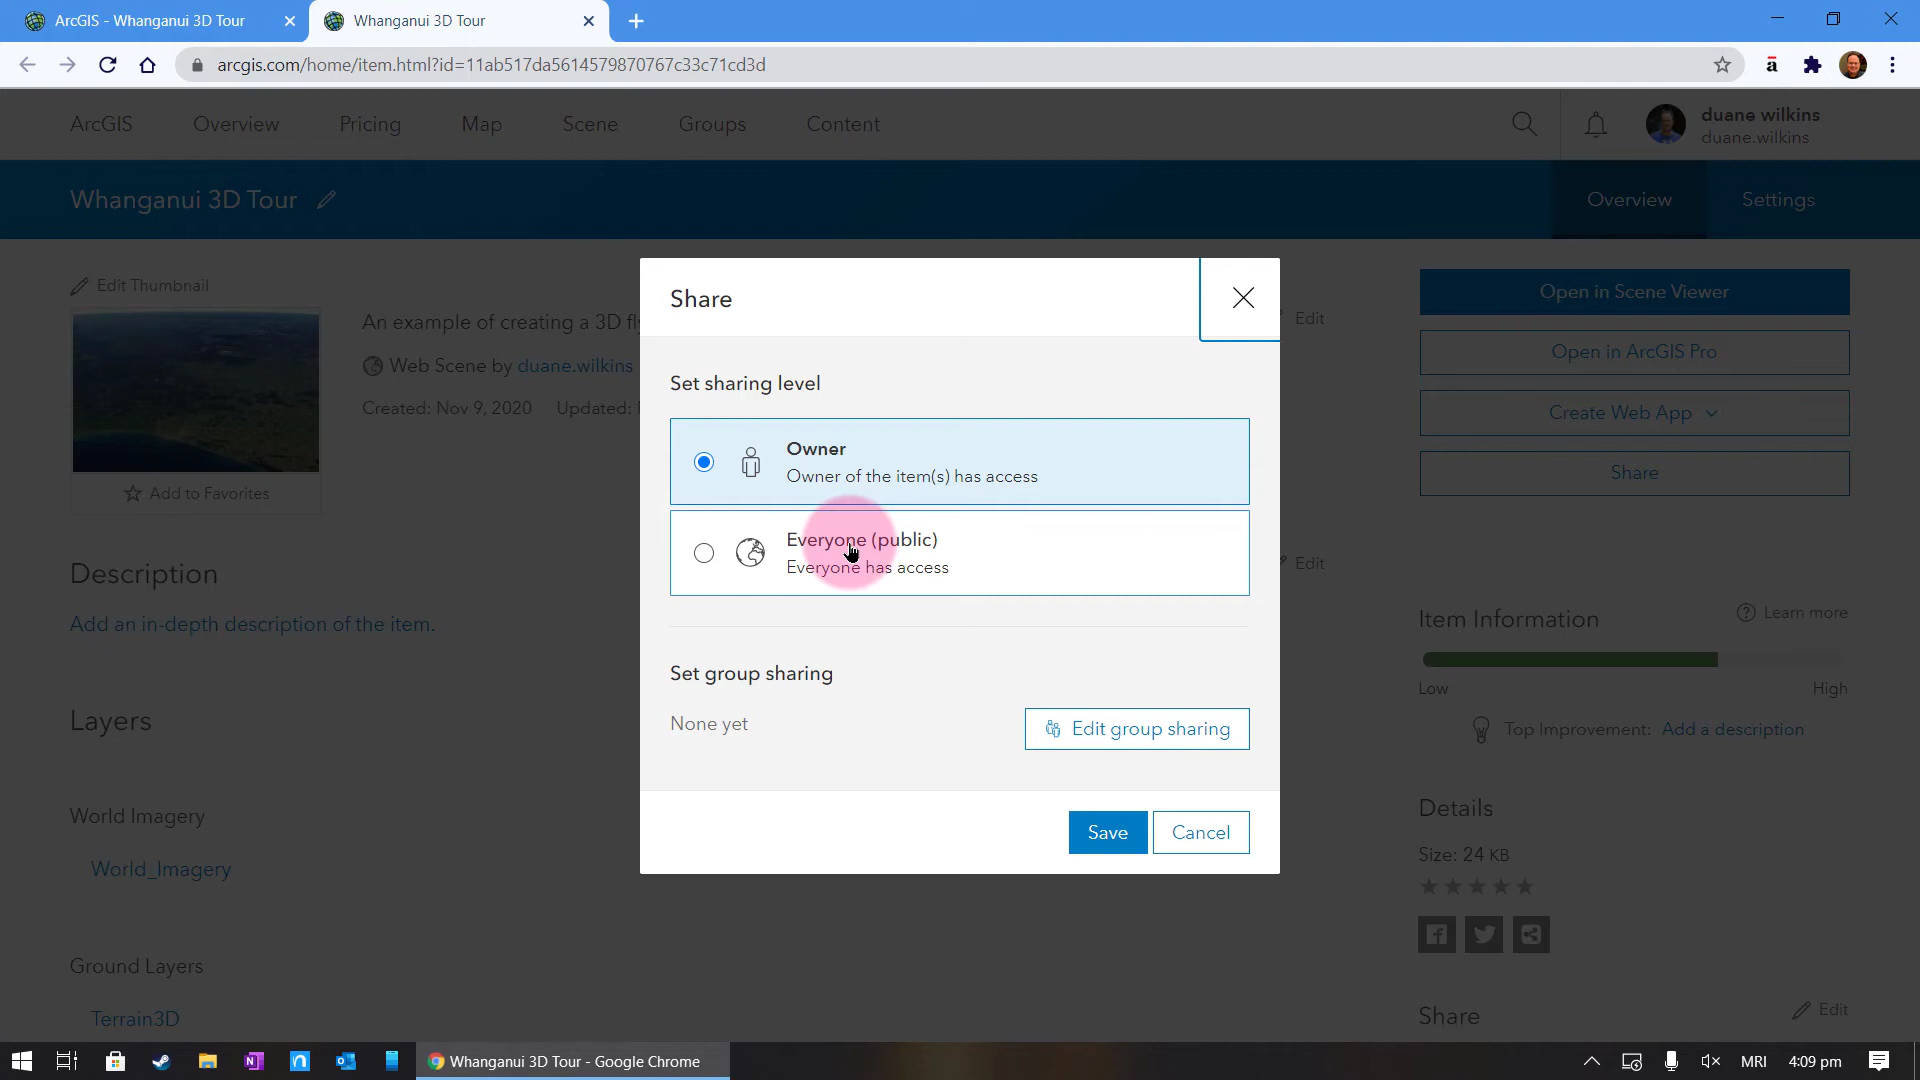 ArcGIS - Whanganui 3D Tour
Whanganui 3D Tour
arcgis.com/home/item.html?id=11ab517da5614579870767c33c71cd3d
ArcGIS
Overview
Pricing
Map
Scene
Groups
Content
duane wilkins
duane.wilkins
Whanganui 3D Tour
Overview
Settings
Edit Thumbnail
An example of creating a 3D fl
Edit
Web Scene by duane.wilkins
Created: Nov 9, 2020 Updated:
Add to Favorites
Open in Scene Viewer
Open in ArcGIS Pro
Create Web App
Share
Share
Set sharing level
Owner
Owner of the item(s) has access
Everyone (public)
Everyone has access
Set group sharing
None yet
Edit group sharing
Save
Cancel
Description
Edit
Add an in-depth description of the item.
Layers
World Imagery
World_Imagery
Ground Layers
Terrain3D
Item Information
Learn more
Low
High
Top Improvement: Add a description
Details
Size: 24 KB
Share
Edit
Whanganui 3D Tour - Google Chrome
MRI
4:09 pm